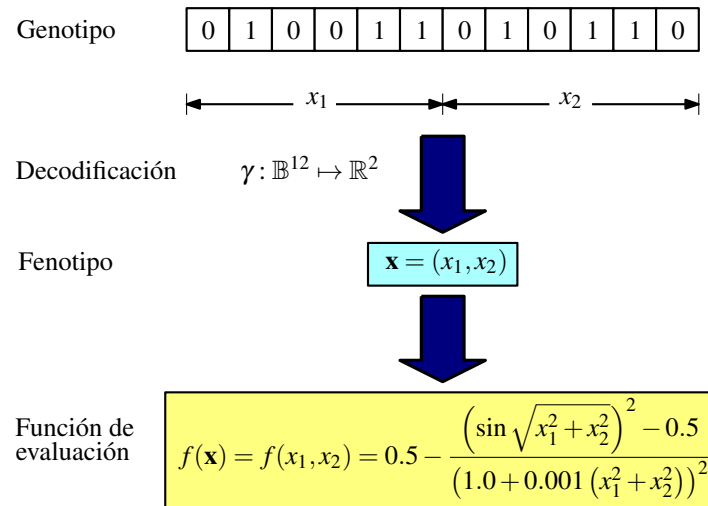 Genotipo 0 1 0 0 1 1 0 1 0 1 1 0
x₁ x₂
Decodificación γ : 𝔹¹² ↦ ℝ²
Fenotipo x = (x₁, x₂)
Función de evaluación
f(x) = f(x₁, x₂) = 0.5 − ((sin √(x₁² + x₂²))² − 0.5) / (1.0 + 0.001 (x₁² + x₂²))²